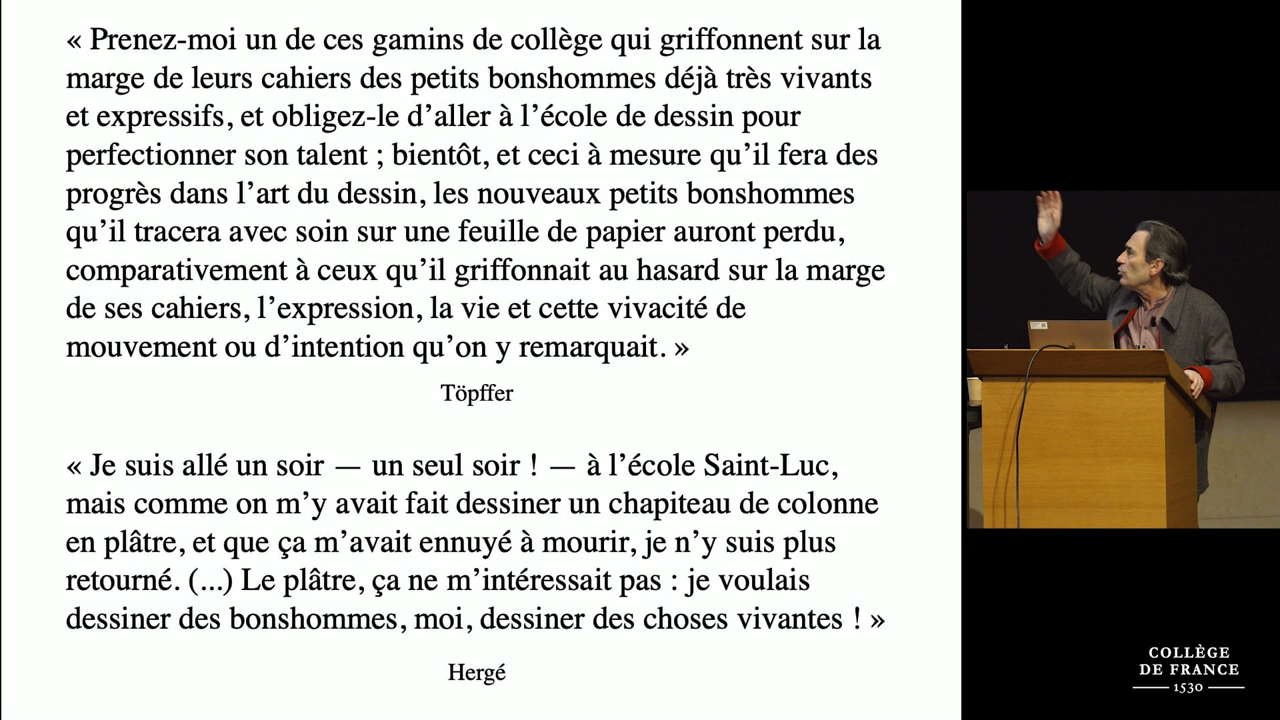 « Prenez-moi un de ces gamins de collège qui griffonnent sur la
marge de leurs cahiers des petits bonshommes déjà très vivants
et expressifs, et obligez-le d’aller à l’école de dessin pour
perfectionner son talent ; bientôt, et ceci à mesure qu’il fera des
progrès dans l’art du dessin, les nouveaux petits bonshommes
qu’il tracera avec soin sur une feuille de papier auront perdu,
comparativement à ceux qu’il griffonnait au hasard sur la marge
de ses cahiers, l’expression, la vie et cette vivacité de
mouvement ou d’intention qu’on y remarquait. »
Töpffer
« Je suis allé un soir — un seul soir ! — à l’école Saint-Luc,
mais comme on m’y avait fait dessiner un chapiteau de colonne
en plâtre, et que ça m’avait ennuyé à mourir, je n’y suis plus
retourné. (...) Le plâtre, ça ne m’intéressait pas : je voulais
dessiner des bonshommes, moi, dessiner des choses vivantes ! »
Hergé
COLLÈGE
DE FRANCE
1530